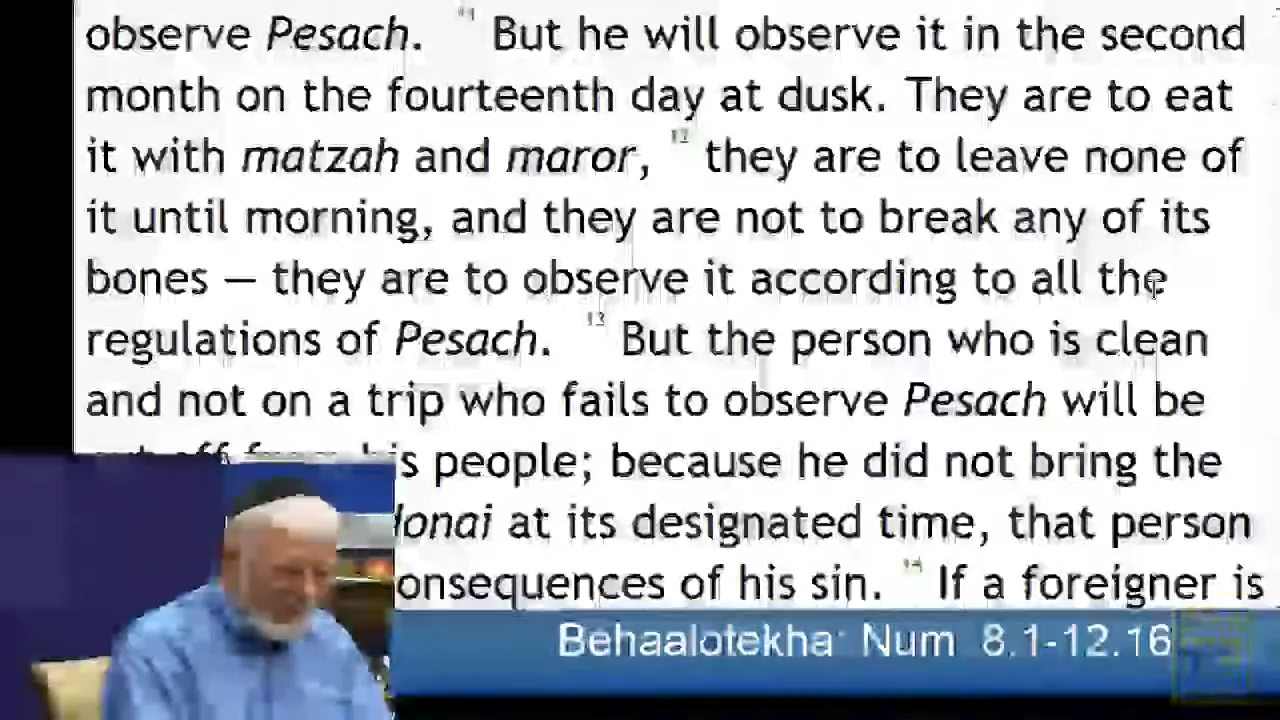 observe Pesach. 11 But he will observe it in the second
month on the fourteenth day at dusk. They are to eat
it with matzah and maror, 12 they are to leave none of
it until morning, and they are not to break any of its
bones — they are to observe it according to all the
regulations of Pesach. 13 But the person who is clean
and not on a trip who fails to observe Pesach will be
people; because he did not bring the
at its designated time, that person
of his sin. 14 If a foreigner is
Behaalotekha: Num 8.1-12.16